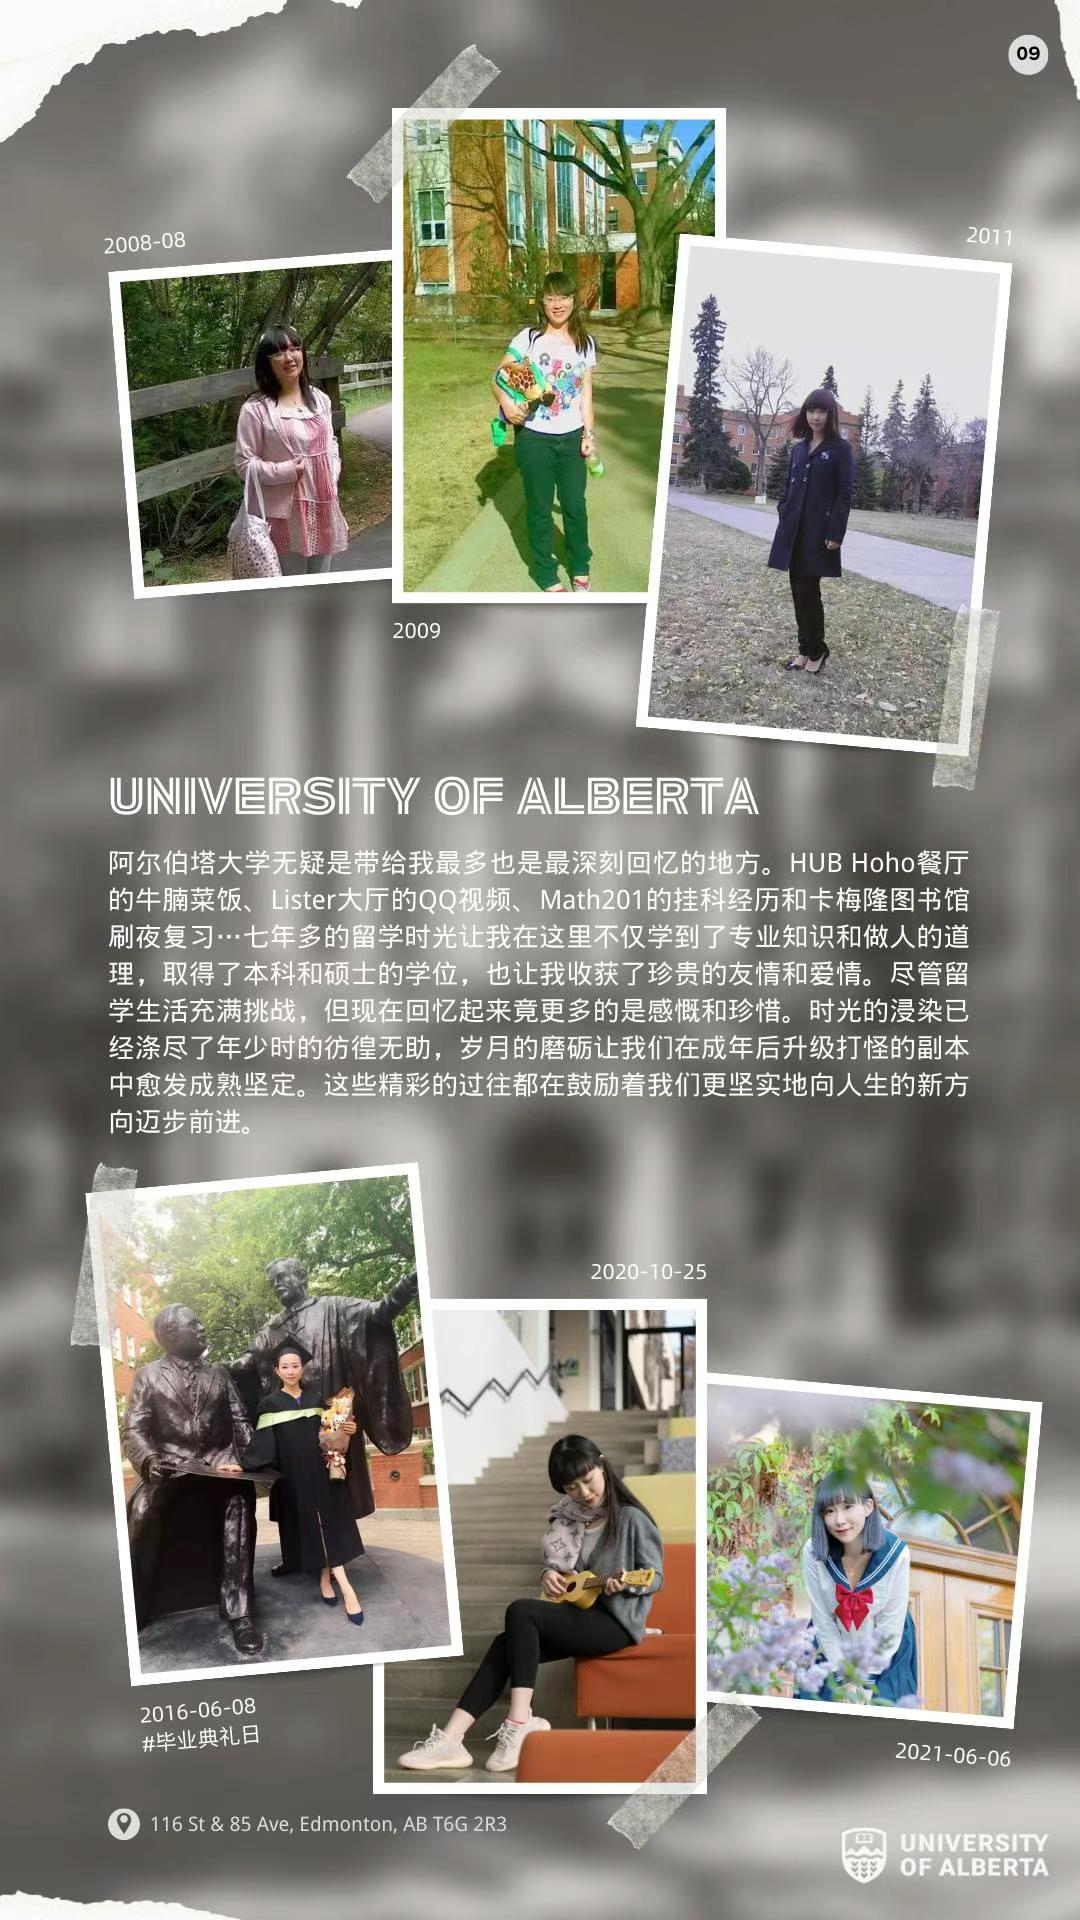 09
2008-08
2011
2009
UNIVERSITY OF ALBERTA
阿尔伯塔大学无疑是带给我最多也是最深刻回忆的地方。HUB Hoho餐厅
的牛腩菜饭、Lister大厅的QQ视频、Math201的挂科经历和卡梅隆图书馆
刷夜复习…七年多的留学时光让我在这里不仅学到了专业知识和做人的道
理，取得了本科和硕士的学位，也让我收获了珍贵的友情和爱情。尽管留
学生活充满挑战，但现在回忆起来竟更多的是感慨和珍惜。时光的浸染已
经涤尽了年少时的彷徨无助，岁月的磨砺让我们在成年后升级打怪的副本
中愈发成熟坚定。这些精彩的过往都在鼓励着我们更坚实地向人生的新方
向迈步前进。
2020-10-25
2016-06-08
#毕业典礼日
2021-06-06
116 St & 85 Ave, Edmonton, AB T6G 2R3
UNIVERSITY
OF ALBERTA